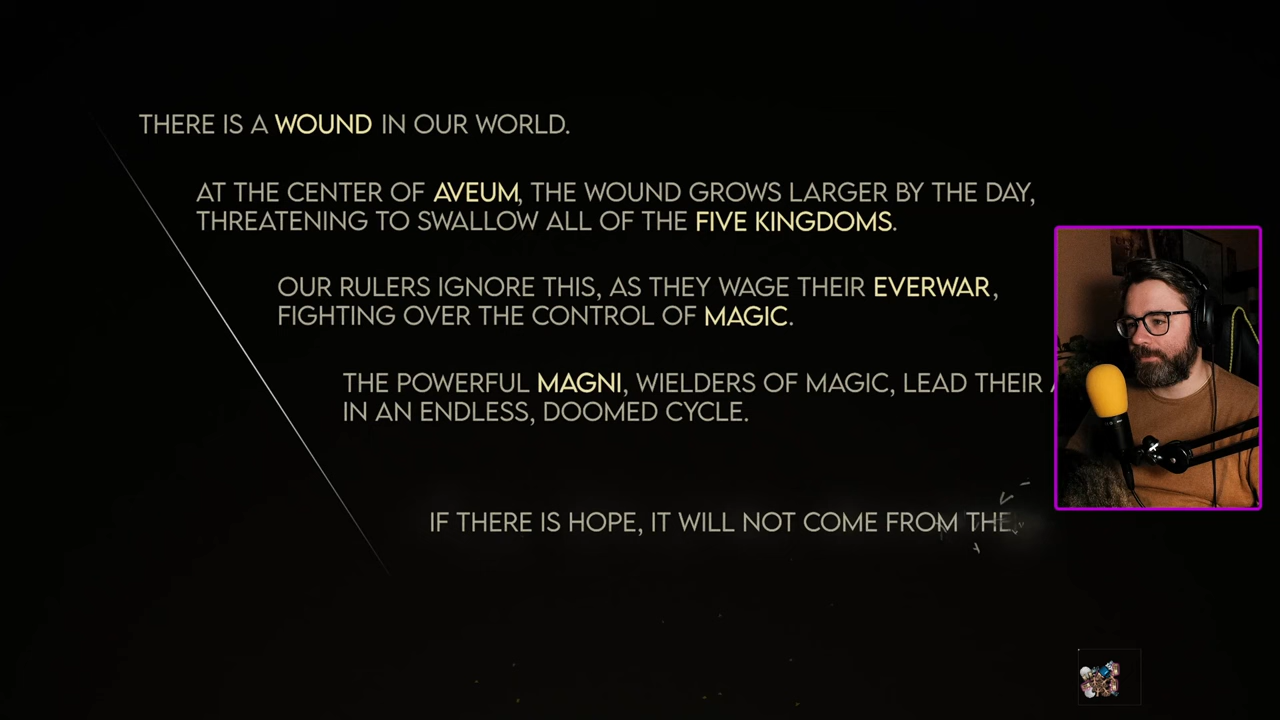 THERE IS A WOUND IN OUR WORLD.
AT THE CENTER OF AVEUM, THE WOUND GROWS LARGER BY THE DAY,
THREATENING TO SWALLOW ALL OF THE FIVE KINGDOMS.
OUR RULERS IGNORE THIS, AS THEY WAGE THEIR EVERWAR,
FIGHTING OVER THE CONTROL OF MAGIC.
THE POWERFUL MAGNI, WIELDERS OF MAGIC, LEAD THEIR
IN AN ENDLESS, DOOMED CYCLE.
IF THERE IS HOPE, IT WILL NOT COME FROM THE